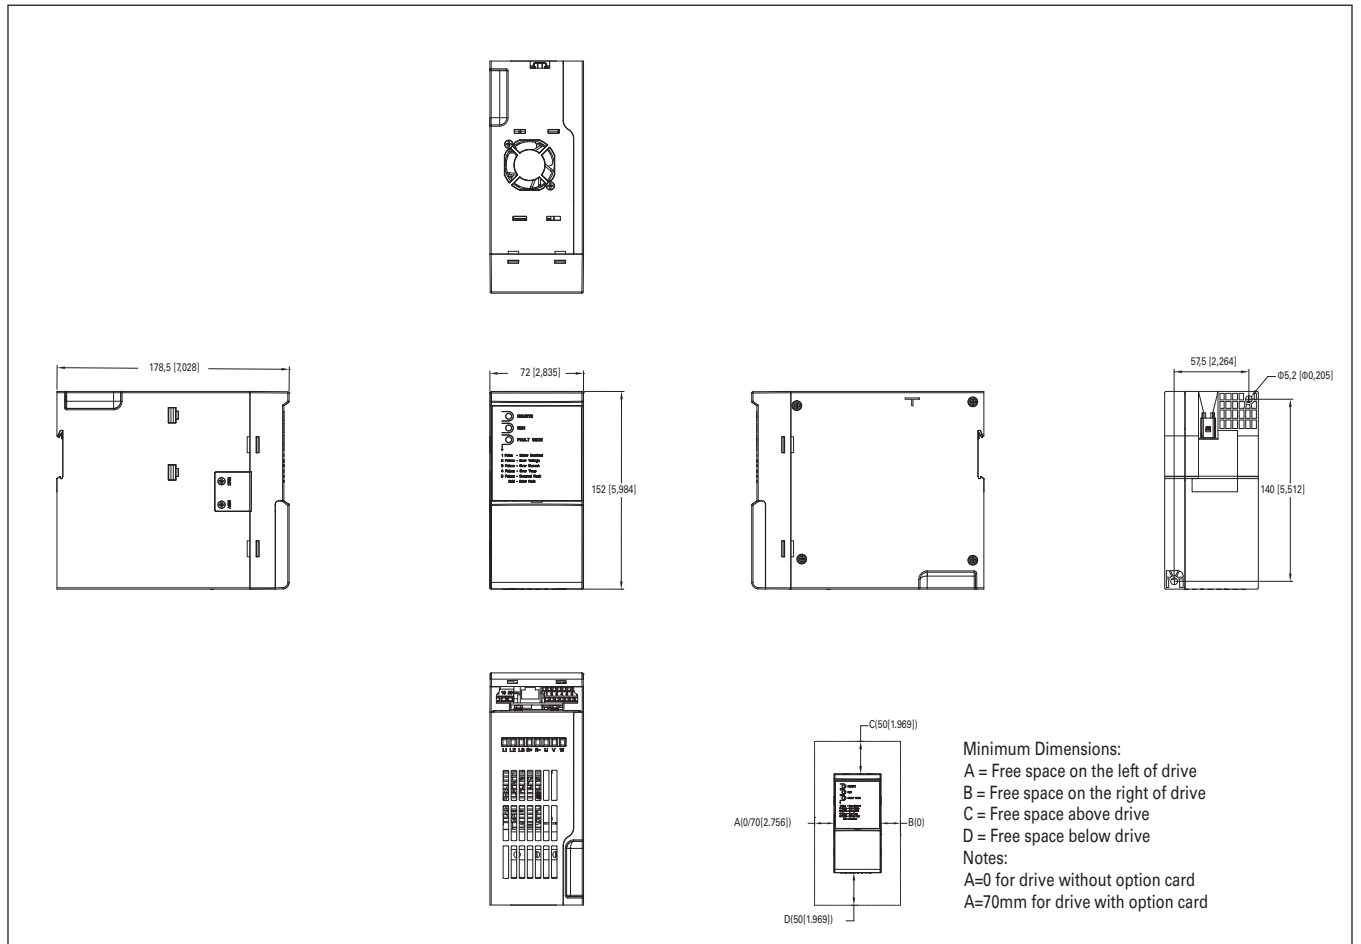 178,5 [7,028]
72 [2,835]
57,5 [2,264]
Φ5,2 [Φ0,205]
REMOTE
RUN
FAULT CODE
152 [5,984]
140 [5,512]
L1 L2 L3 R+ R- U V W
C(50[1.969])
A(0/70[2.756])
B(0)
D(50[1.969])
Minimum Dimensions:
A = Free space on the left of drive
B = Free space on the right of drive
C = Free space above drive
D = Free space below drive
Notes:
A=0 for drive without option card
A=70mm for drive with option card